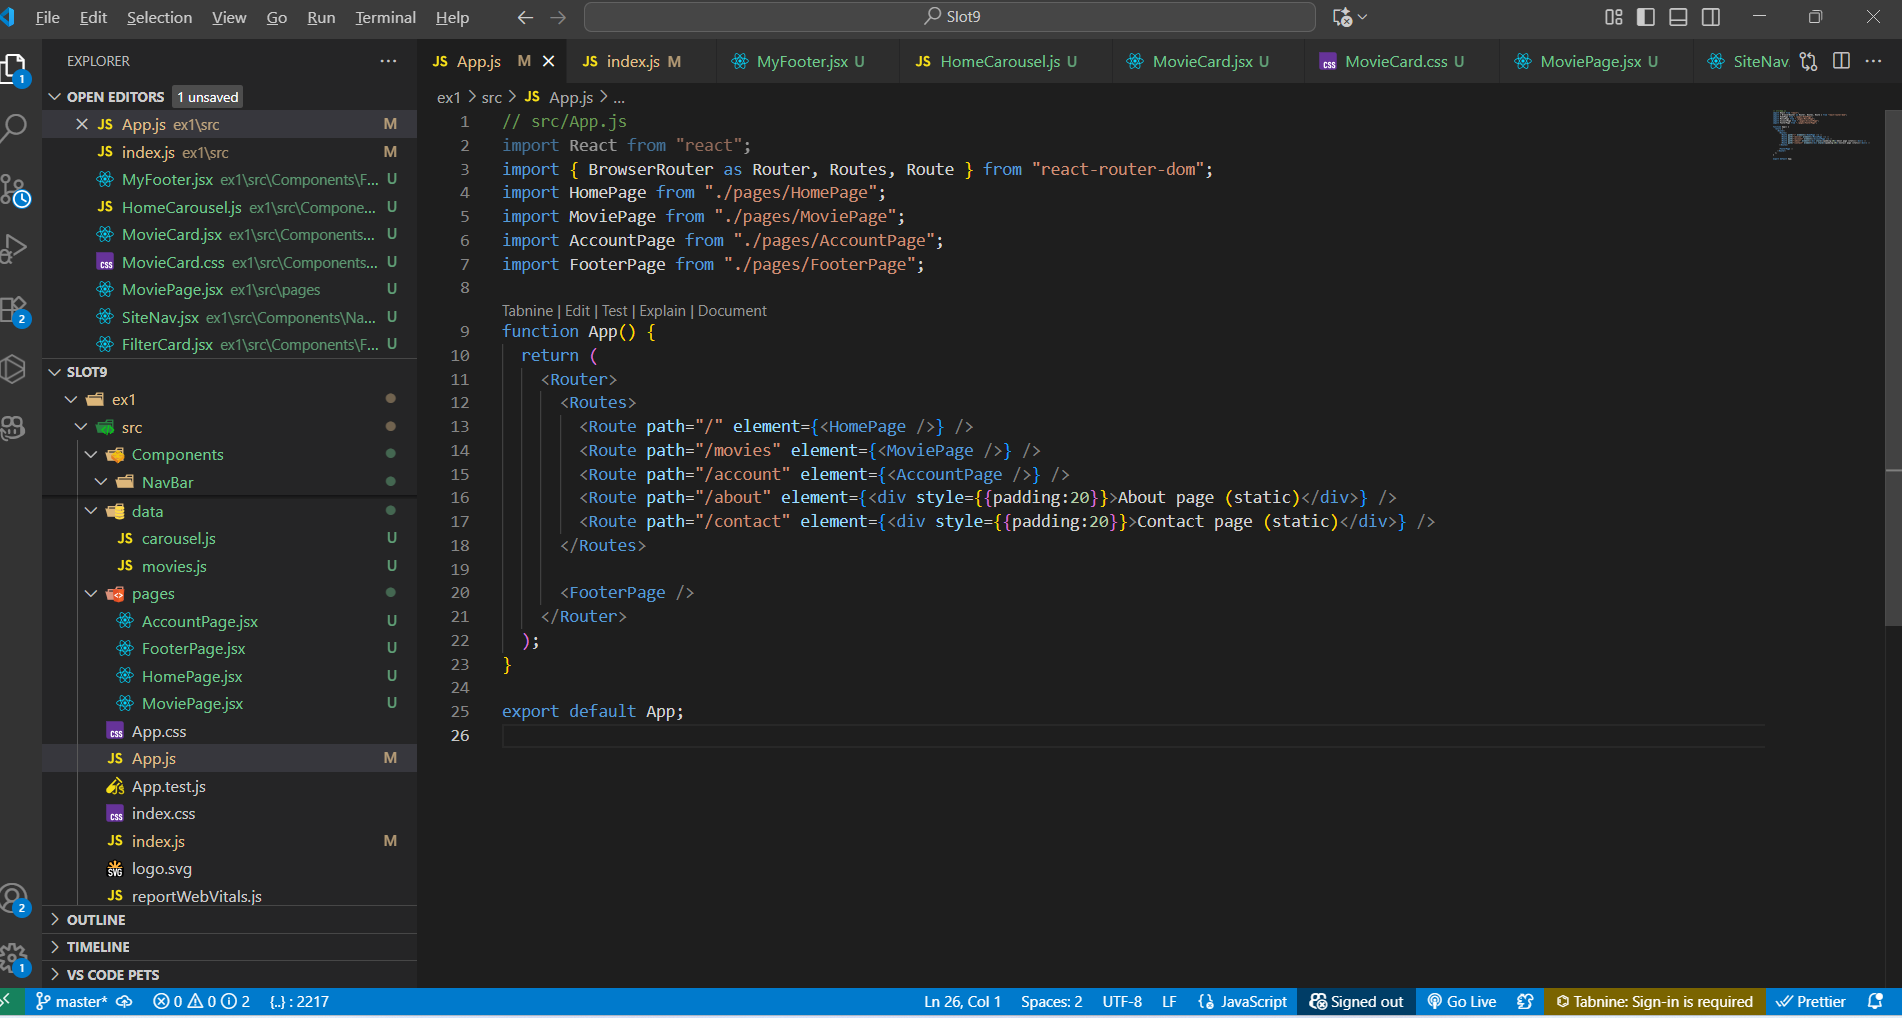 File Edit Selection View Go Run Terminal Help
Slot9
EXPLORER
OPEN EDITORS 1 unsaved
App.js ex1\src M
index.js ex1\src M
MyFooter.jsx ex1\src\Components\F... U
HomeCarousel.js ex1\src\Compone... U
MovieCard.jsx ex1\src\Components... U
MovieCard.css ex1\src\Components... U
MoviePage.jsx ex1\src\pages U
SiteNav.jsx ex1\src\Components\Na... U
FilterCard.jsx ex1\src\Components\F... U
SLOT9
ex1
src
Components
NavBar
data
carousel.js U
movies.js U
pages
AccountPage.jsx U
FooterPage.jsx U
HomePage.jsx U
MoviePage.jsx U
App.css
App.js M
App.test.js
index.css
index.js M
logo.svg
reportWebVitals.js
OUTLINE
TIMELINE
VS CODE PETS
1
2
2
1
JS App.js M
JS index.js M
MyFooter.jsx U
JS HomeCarousel.js U
MovieCard.jsx U
MovieCard.css U
MoviePage.jsx U
SiteNav.
ex1 > src > JS App.js > ...
1 // src/App.js
2 import React from "react";
3 import { BrowserRouter as Router, Routes, Route } from "react-router-dom";
4 import HomePage from "./pages/HomePage";
5 import MoviePage from "./pages/MoviePage";
6 import AccountPage from "./pages/AccountPage";
7 import FooterPage from "./pages/FooterPage";
8
Tabnine | Edit | Test | Explain | Document
9 function App() {
10 return (
11 <Router>
12 <Routes>
13 <Route path="/" element={<HomePage />} />
14 <Route path="/movies" element={<MoviePage />} />
15 <Route path="/account" element={<AccountPage />} />
16 <Route path="/about" element={<div style={{padding:20}}>About page (static)</div>} />
17 <Route path="/contact" element={<div style={{padding:20}}>Contact page (static)</div>} />
18 </Routes>
19
20 <FooterPage />
21 </Router>
22 );
23 }
24
25 export default App;
26
master* 0 0 2 {..} : 2217 Ln 26, Col 1 Spaces: 2 UTF-8 LF JavaScript Signed out Go Live Tabnine: Sign-in is required Prettier